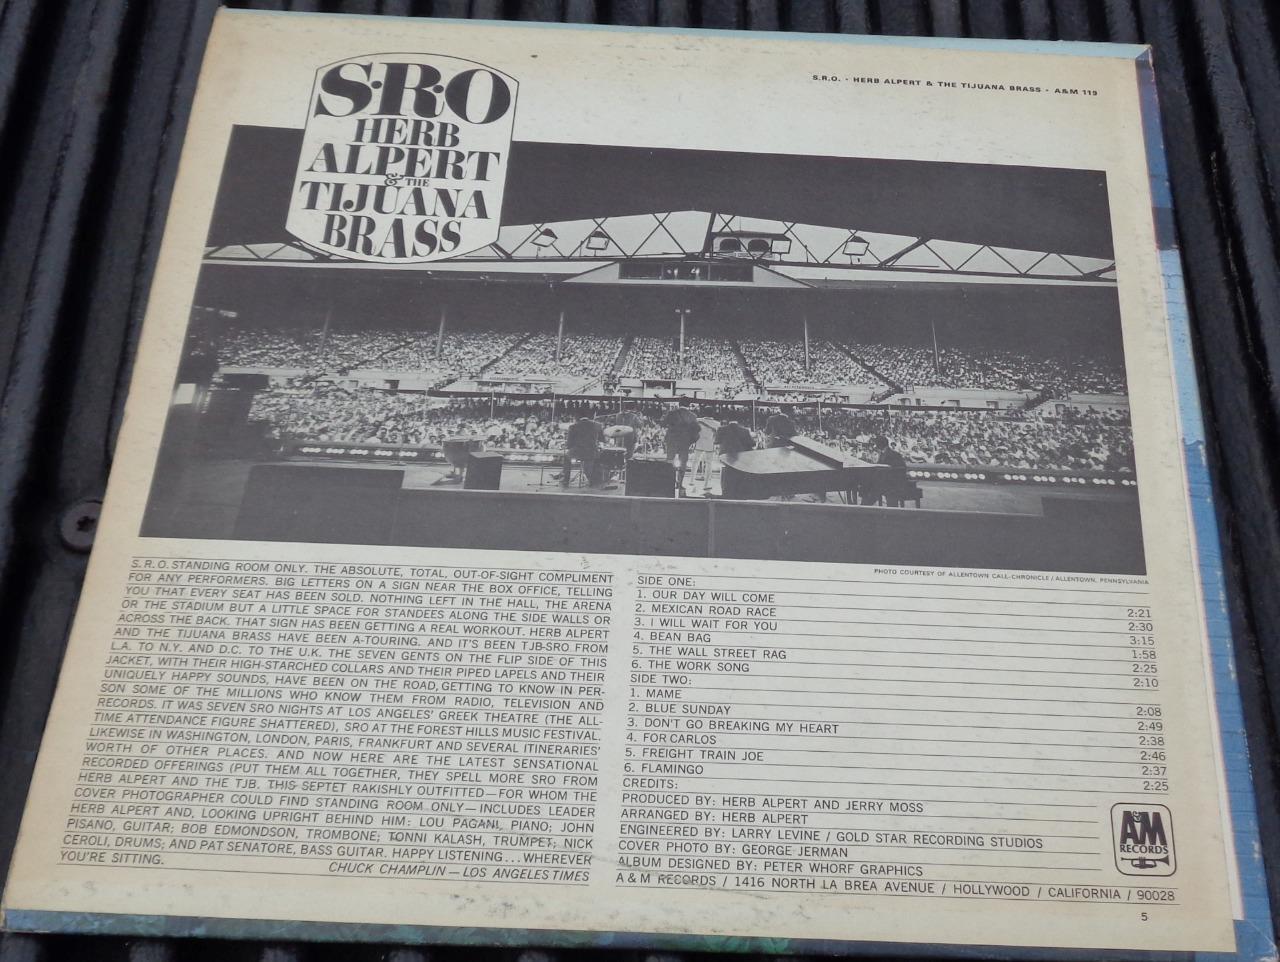 S.R.O. · HERB ALPERT & THE TIJUANA BRASS · A&M 119
S·R·O
HERB
ALPERT
& THE
TIJUANA
BRASS
PHOTO COURTESY OF ALLENTOWN CALL-CHRONICLE / ALLENTOWN, PENNSYLVANIA
S.R.O. STANDING ROOM ONLY. THE ABSOLUTE, TOTAL, OUT-OF-SIGHT COMPLIMENT
FOR ANY PERFORMERS. BIG LETTERS ON A SIGN NEAR THE BOX OFFICE, TELLING
YOU THAT EVERY SEAT HAS BEEN SOLD. NOTHING LEFT IN THE HALL, THE ARENA
OR THE STADIUM BUT A LITTLE SPACE FOR STANDEES ALONG THE SIDE WALLS OR
ACROSS THE BACK. THAT SIGN HAS BEEN GETTING A REAL WORKOUT. HERB ALPERT
AND THE TIJUANA BRASS HAVE BEEN A-TOURING. AND IT'S BEEN TJB-SRO FROM
L.A. TO N.Y. AND D.C. TO THE U.K. THE SEVEN GENTS ON THE FLIP SIDE OF THIS
JACKET, WITH THEIR HIGH-STARCHED COLLARS AND THEIR PIPED LAPELS AND THEIR
UNIQUELY HAPPY SOUNDS, HAVE BEEN ON THE ROAD, GETTING TO KNOW IN PER-
SON SOME OF THE MILLIONS WHO KNOW THEM FROM RADIO, TELEVISION AND
RECORDS. IT WAS SEVEN SRO NIGHTS AT LOS ANGELES' GREEK THEATRE (THE ALL-
TIME ATTENDANCE FIGURE SHATTERED), SRO AT THE FOREST HILLS MUSIC FESTIVAL.
LIKEWISE IN WASHINGTON, LONDON, PARIS, FRANKFURT AND SEVERAL ITINERARIES'
WORTH OF OTHER PLACES. AND NOW HERE ARE THE LATEST SENSATIONAL
RECORDED OFFERINGS (PUT THEM ALL TOGETHER, THEY SPELL MORE SRO FROM
HERB ALPERT AND THE TJB. THIS SEPTET RAKISHLY OUTFITTED—FOR WHOM THE
COVER PHOTOGRAPHER COULD FIND STANDING ROOM ONLY—INCLUDES LEADER
HERB ALPERT AND, LOOKING UPRIGHT BEHIND HIM: LOU PAGANI, PIANO; JOHN
PISANO, GUITAR; BOB EDMONDSON, TROMBONE; TONNI KALASH, TRUMPET; NICK
CEROLI, DRUMS; AND PAT SENATORE, BASS GUITAR. HAPPY LISTENING...WHEREVER
YOU'RE SITTING.
CHUCK CHAMPLIN — LOS ANGELES TIMES
SIDE ONE:
1. OUR DAY WILL COME 2:21
2. MEXICAN ROAD RACE 2:30
3. I WILL WAIT FOR YOU 3:15
4. BEAN BAG 1:58
5. THE WALL STREET RAG 2:25
6. THE WORK SONG 2:10
SIDE TWO:
1. MAME 2:08
2. BLUE SUNDAY 2:49
3. DON'T GO BREAKING MY HEART 2:38
4. FOR CARLOS 2:46
5. FREIGHT TRAIN JOE 2:37
6. FLAMINGO 2:25
CREDITS:
PRODUCED BY: HERB ALPERT AND JERRY MOSS
ARRANGED BY: HERB ALPERT
ENGINEERED BY: LARRY LEVINE / GOLD STAR RECORDING STUDIOS
COVER PHOTO BY: GEORGE JERMAN
ALBUM DESIGNED BY: PETER WHORF GRAPHICS
A & M RECORDS / 1416 NORTH LA BREA AVENUE / HOLLYWOOD / CALIFORNIA / 90028
A&M
RECORDS
5